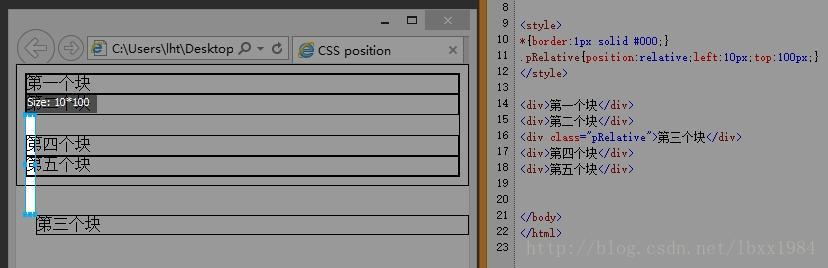 C:\Users\lht\Desktop
CSS position
第一个块
Size: 10*100
第四个块
第五个块
第三个块
8
9 <style>
10 *{border:1px solid #000;}
11 .pRelative{position:relative;left:10px;top:100px;}
12 </style>
13
14 <div>第一个块</div>
15 <div>第二个块</div>
16 <div class="pRelative">第三个块</div>
17 <div>第四个块</div>
18 <div>第五个块</div>
19
20
21 </body>
22 </html>
23
http://blog.csdn.net/lbxx1984